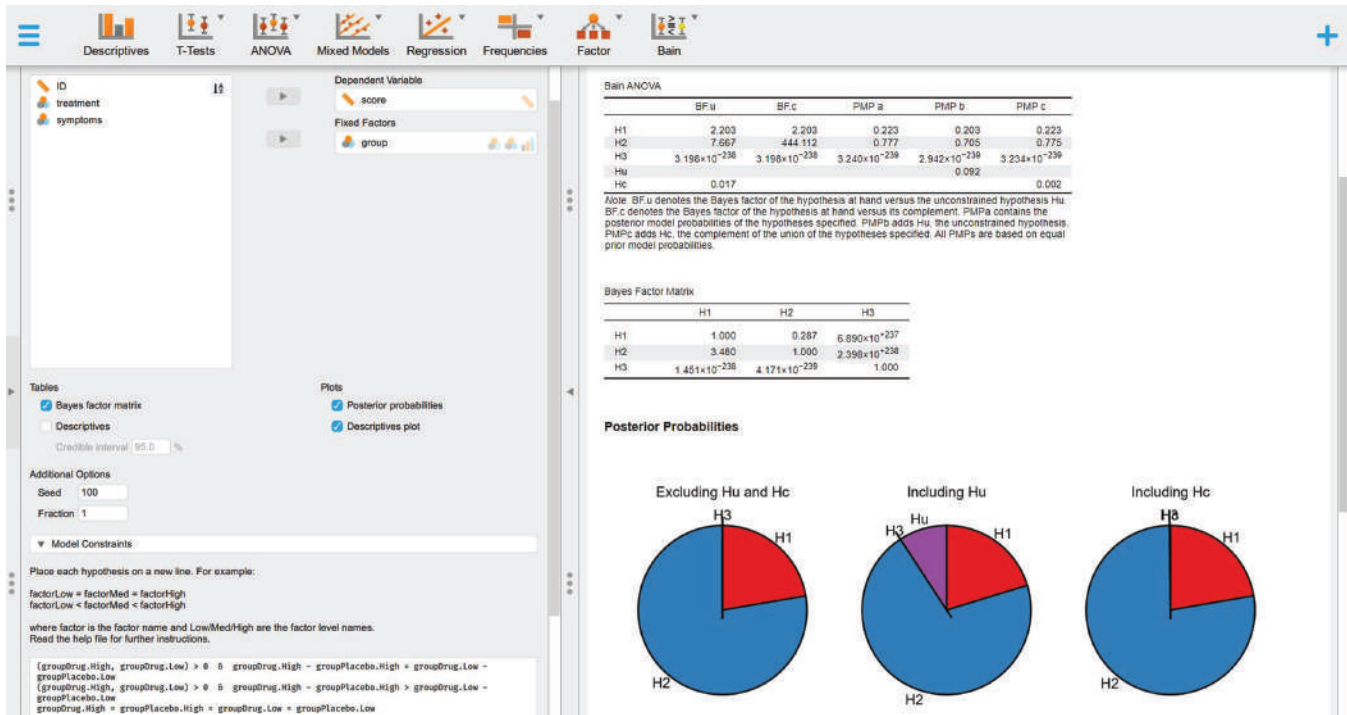 Descriptives T-Tests ANOVA Mixed Models Regression Frequencies Factor Bain
ID
treatment
symptoms
Dependent Variable
score
Fixed Factors
group
Tables
Bayes factor matrix
Descriptives
Credible interval 95.0 %
Plots
Posterior probabilities
Descriptives plot
Additional Options
Seed 100
Fraction 1
Model Constraints
Place each hypothesis on a new line. For example:
factorLow = factorMed = factorHigh
factorLow < factorMed < factorHigh
where factor is the factor name and Low/Med/High are the factor level names.
Read the help file for further instructions.
(groupDrug.High, groupDrug.Low) > 0 & groupDrug.High - groupPlacebo.High = groupDrug.Low -
groupPlacebo.Low
(groupDrug.High, groupDrug.Low) > 0 & groupDrug.High - groupPlacebo.High > groupDrug.Low -
groupPlacebo.Low
groupDrug.High = groupPlacebo.High = groupDrug.Low = groupPlacebo.Low
Bain ANOVA
BF.u BF.c PMP a PMP b PMP c
H1 2.203 2.203 0.223 0.203 0.223
H2 7.667 444.112 0.777 0.705 0.775
H3 3.198×10⁻²³⁸ 3.198×10⁻²³⁸ 3.240×10⁻²³⁹ 2.942×10⁻²³⁹ 3.234×10⁻²³⁹
Hu 0.092
Hc 0.017 0.002
Note. BF.u denotes the Bayes factor of the hypothesis at hand versus the unconstrained hypothesis Hu.
BF.c denotes the Bayes factor of the hypothesis at hand versus its complement. PMPa contains the
posterior model probabilities of the hypotheses specified. PMPb adds Hu, the unconstrained hypothesis.
PMPc adds Hc, the complement of the union of the hypotheses specified. All PMPs are based on equal
prior model probabilities.
Bayes Factor Matrix
H1 H2 H3
H1 1.000 0.287 6.890×10⁺²³⁷
H2 3.480 1.000 2.398×10⁺²³⁸
H3 1.451×10⁻²³⁸ 4.171×10⁻²³⁹ 1.000
Posterior Probabilities
Excluding Hu and Hc
H3
H1
H2
Including Hu
H3
Hu
H1
H2
Including Hc
H3
H1
H2